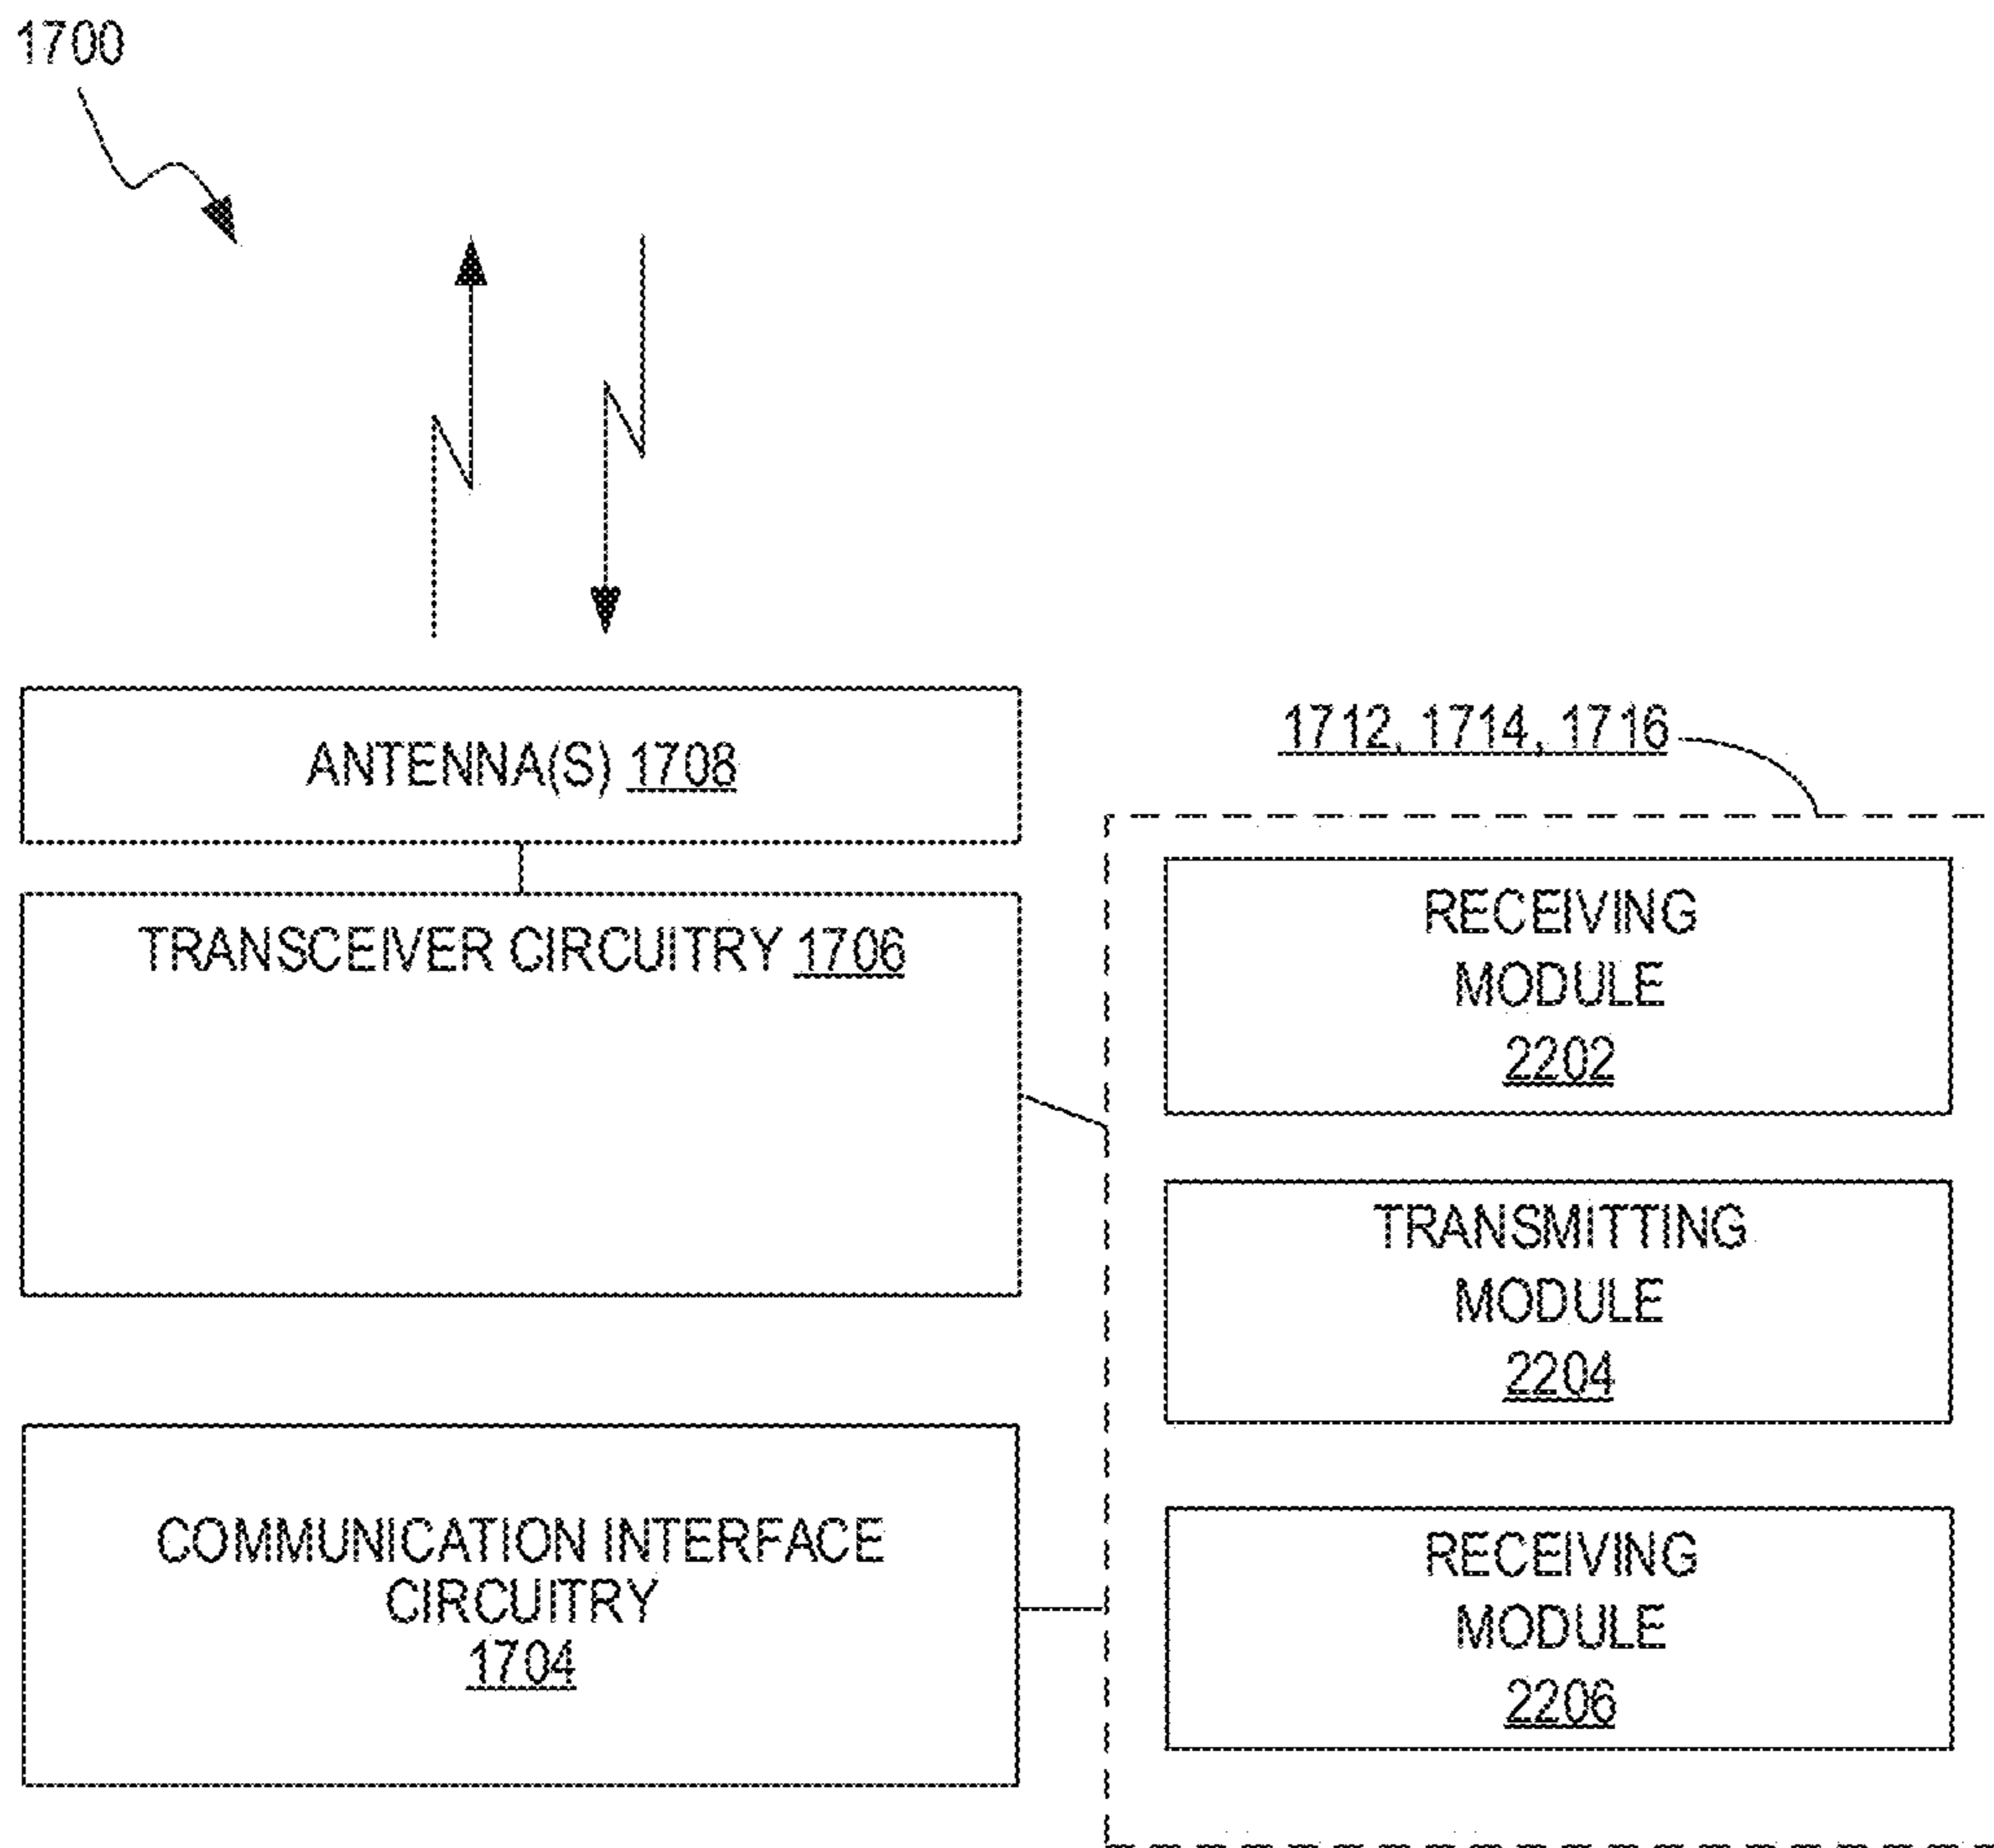 1700
ANTENNA(S) 1708
1712, 1714, 1716
TRANSCEIVER CIRCUITRY 1706
RECEIVING
MODULE
2202
TRANSMITTING
MODULE
2204
COMMUNICATION INTERFACE
CIRCUITRY
1704
RECEIVING
MODULE
2206